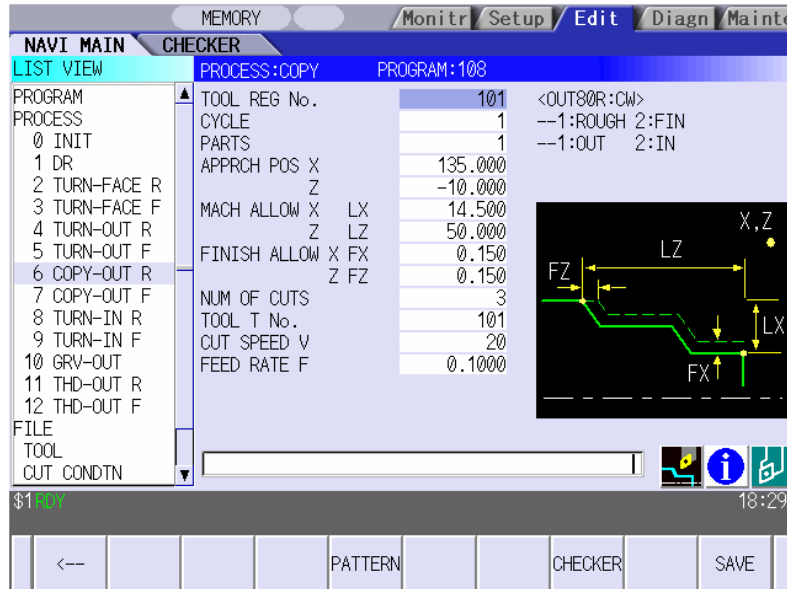 MEMORY Monitr Setup Edit Diagn Mainte
NAVI MAIN CHECKER
LIST VIEW PROCESS:COPY PROGRAM:108
PROGRAM
PROCESS
0 INIT
1 DR
2 TURN-FACE R
3 TURN-FACE F
4 TURN-OUT R
5 TURN-OUT F
6 COPY-OUT R
7 COPY-OUT F
8 TURN-IN R
9 TURN-IN F
10 GRV-OUT
11 THD-OUT R
12 THD-OUT F
FILE
TOOL
CUT CONDTN
TOOL REG No. 101 <OUT80R:CW>
CYCLE 1 --1:ROUGH 2:FIN
PARTS 1 --1:OUT 2:IN
APPRCH POS X 135.000
Z -10.000
MACH ALLOW X LX 14.500
Z LZ 50.000
FINISH ALLOW X FX 0.150
Z FZ 0.150
NUM OF CUTS 3
TOOL T No. 101
CUT SPEED V 20
FEED RATE F 0.1000
X,Z
LZ
FZ
LX
FX
i
$1 RDY 18:29
<-- PATTERN CHECKER SAVE